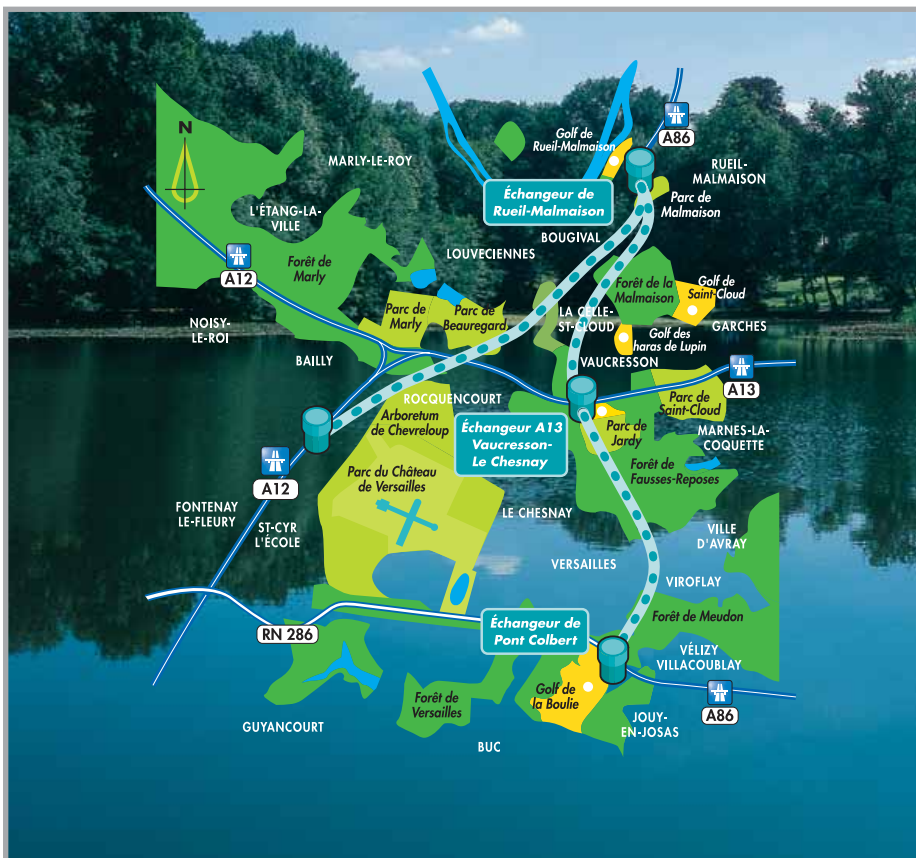 N
MARLY-LE-ROY
Golf de
Rueil-Malmaison
A86
RUEIL-
MALMAISON
Échangeur de
Rueil-Malmaison
Parc de
Malmaison
L'ÉTANG-LA-
VILLE
BOUGIVAL
LOUVECIENNES
A12
Forêt de
Marly
Forêt de la
Malmaison
Golf de
Saint-Cloud
Parc de
Marly
Parc de
Beauregard
LA CELLE-
ST-CLOUD
NOISY-
LE-ROI
GARCHES
Golf des
haras de Lupin
BAILLY
VAUCRESSON
A13
ROCQUENCOURT
Parc de
Saint-Cloud
Arboretum
de Chevreloup
Échangeur A13
Vaucresson-
Le Chesnay
Parc de
Jardy
MARNES-LA-
COQUETTE
A12
Parc du Château
de Versailles
Forêt de
Fausses-Reposes
FONTENAY
LE-FLEURY
ST-CYR
L'ÉCOLE
LE CHESNAY
VILLE
D'AVRAY
VERSAILLES
VIROFLAY
RN 286
Échangeur de
Pont Colbert
Forêt de Meudon
VÉLIZY
VILLACOUBLAY
Forêt de
Versailles
Golf de
la Boulie
A86
GUYANCOURT
JOUY-
EN-JOSAS
BUC